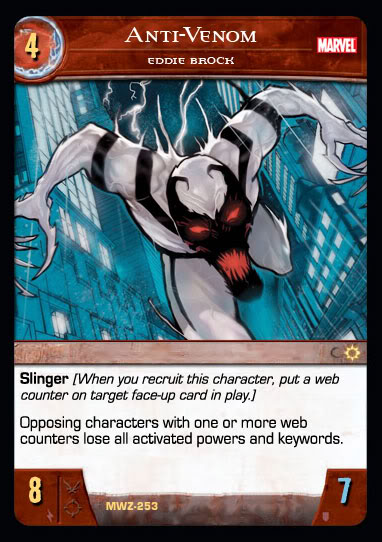 4
Anti-Venom
MARVEL
EDDIE BROCK
Slinger [When you recruit this character, put a web
counter on target face-up card in play.]
Opposing characters with one or more web
counters lose all activated powers and keywords.
8
MWZ-253
7